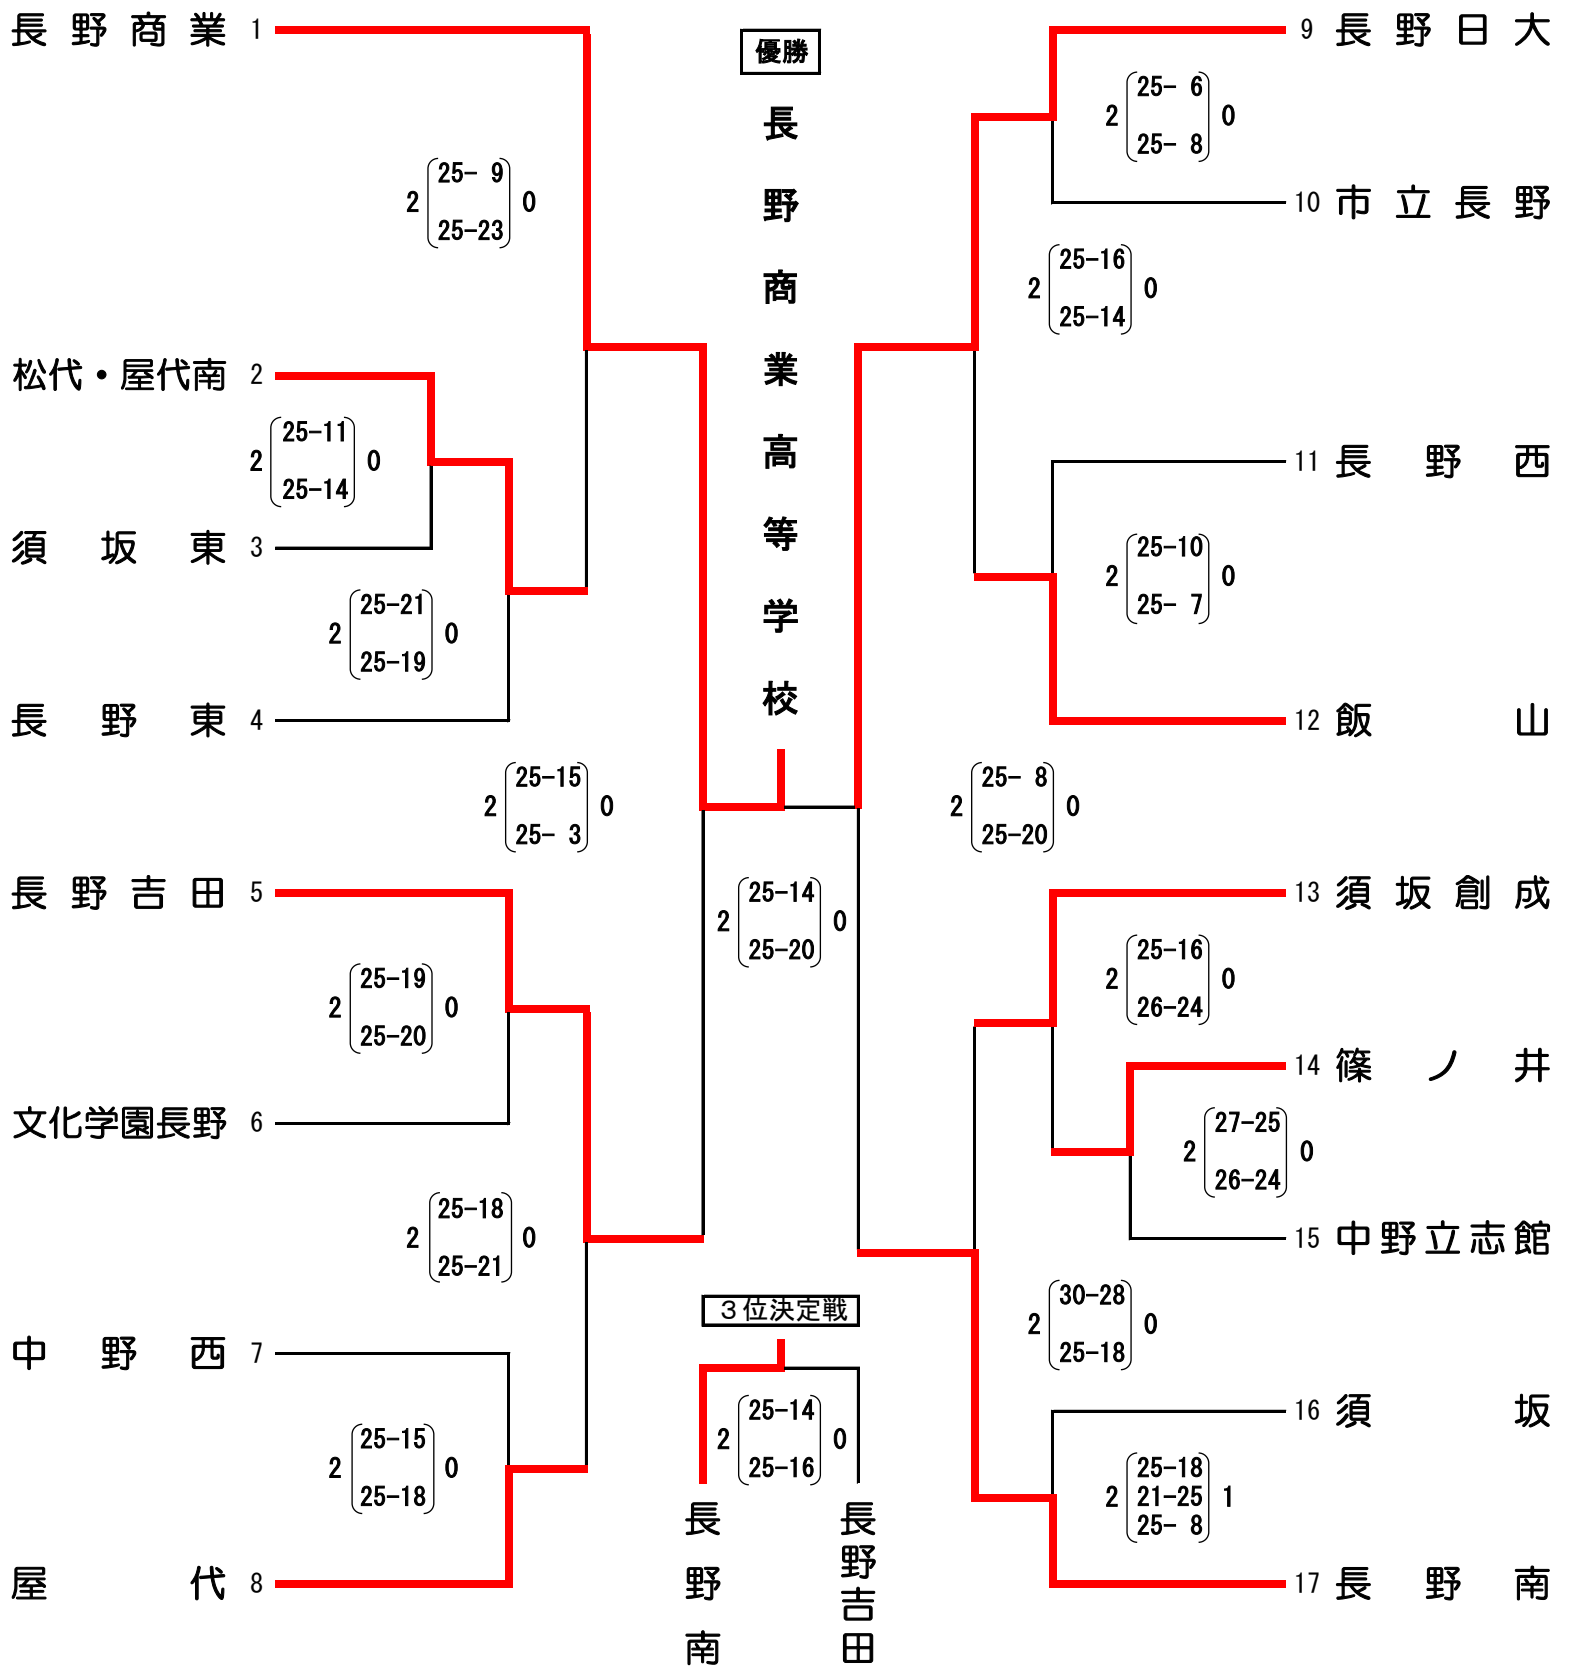 長野商業 1
2 25- 9 0
25-23
松代・屋代南 2
2 25-11 0
25-14
須坂東 3
2 25-21 0
25-19
長野東 4
2 25-15 0
25- 3
長野吉田 5
2 25-19 0
25-20
文化学園長野 6
2 25-18 0
25-21
中野西 7
2 25-15 0
25-18
屋代 8
優勝
長野商業高等学校
2 25-14 0
25-20
3位決定戦
2 25-14 0
25-16
長野南
長野吉田
9 長野日大
2 25- 6 0
25- 8
10 市立長野
2 25-16 0
25-14
11 長野西
2 25-10 0
25- 7
12 飯山
2 25- 8 0
25-20
13 須坂創成
2 25-16 0
26-24
14 篠ノ井
2 27-25 0
26-24
15 中野立志館
2 30-28 0
25-18
16 須坂
25-18
2 21-25 1
25- 8
17 長野南